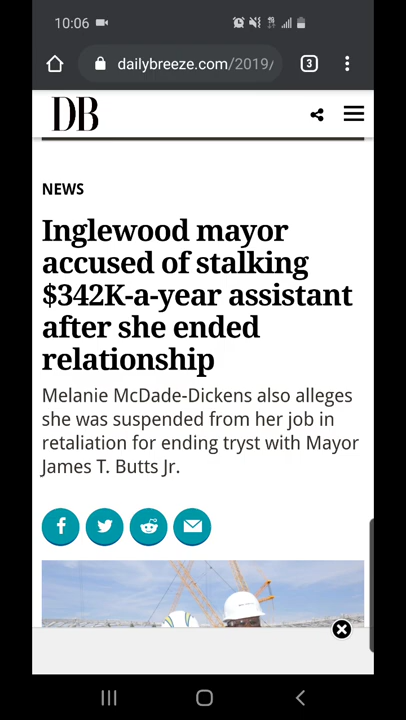 10:06
dailybreeze.com/2019/
3
DB
NEWS
Inglewood mayor
accused of stalking
$342K-a-year assistant
after she ended
relationship
Melanie McDade-Dickens also alleges
she was suspended from her job in
retaliation for ending tryst with Mayor
James T. Butts Jr.